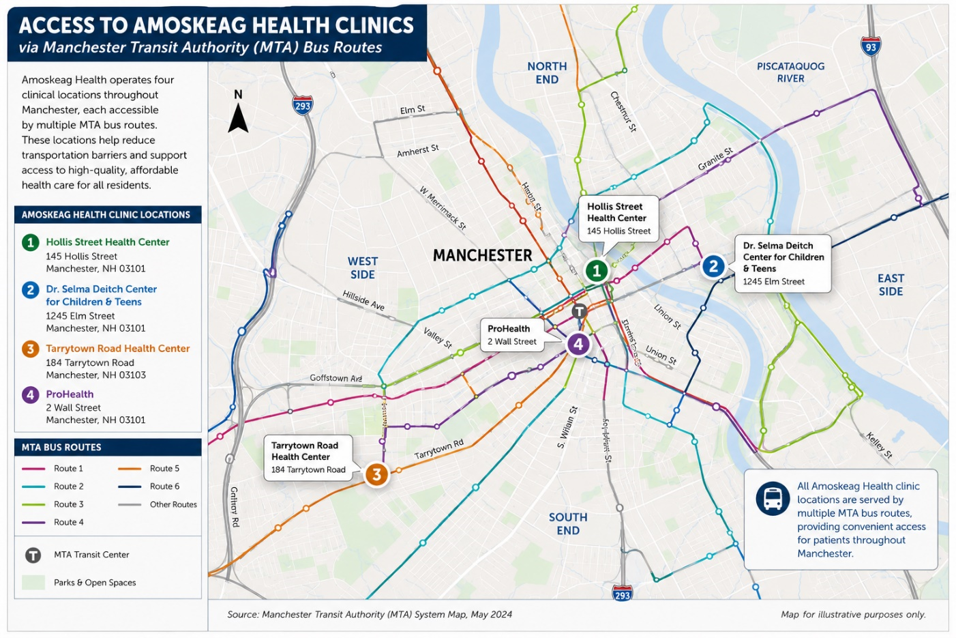 ACCESS TO AMOSKEAG HEALTH CLINICS
via Manchester Transit Authority (MTA) Bus Routes
Amoskeag Health operates four
clinical locations throughout
Manchester, each accessible
by multiple MTA bus routes.
These locations help reduce
transportation barriers and support
access to high-quality, affordable
health care for all residents.
AMOSKEAG HEALTH CLINIC LOCATIONS
1 Hollis Street Health Center
145 Hollis Street
Manchester, NH 03101
2 Dr. Selma Deitch
Center for Children & Teens
1245 Elm Street
Manchester, NH 03101
3 Tarrytown Road Health Center
184 Tarrytown Road
Manchester, NH 03103
4 ProHealth
2 Wall Street
Manchester, NH 03101
MTA BUS ROUTES
Route 1
Route 2
Route 3
Route 4
Route 5
Route 6
Other Routes
T MTA Transit Center
Parks & Open Spaces
N
293
93
NORTH
END
PISCATAQUOG
RIVER
Elm St
Chestnut St
Amherst St
Granite St
W. Merrimack St
Hollis Street
Health Center
145 Hollis Street
MANCHESTER
WEST
SIDE
1
2
Dr. Selma Deitch
Center for Children
& Teens
1245 Elm Street
EAST
SIDE
Hillside Ave
T
Union St
Valley St
ProHealth
2 Wall Street
4
Union St
Goffstown Ard
Tarrytown Road
Health Center
184 Tarrytown Road
3
Tarrytown Rd
S. Wilain St
Kelley St
SOUTH
END
293
All Amoskeag Health clinic
locations are served by
multiple MTA bus routes,
providing convenient access
for patients throughout
Manchester.
Source: Manchester Transit Authority (MTA) System Map, May 2024
Map for illustrative purposes only.